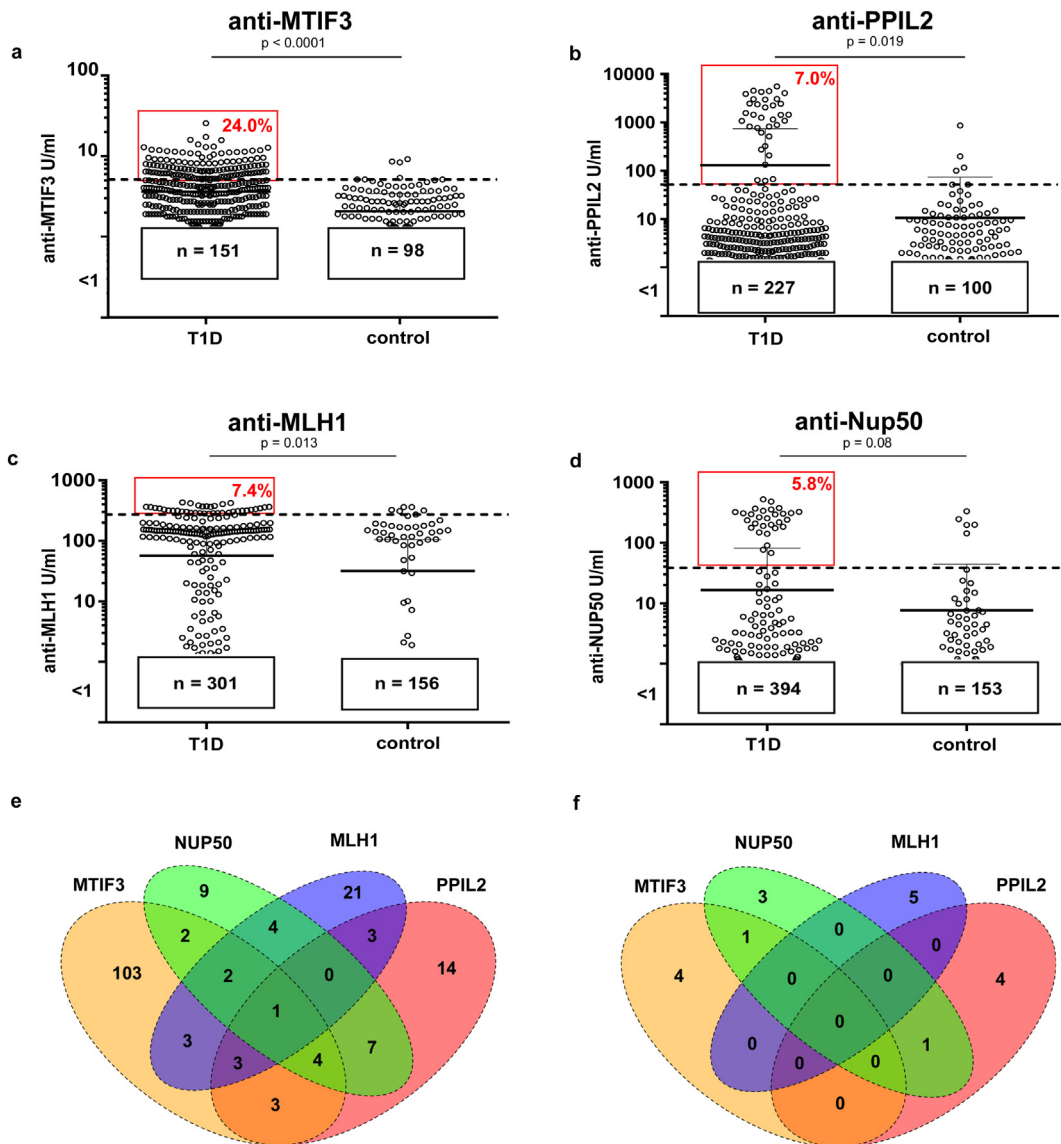 anti-MTIF3
p < 0.0001
a
100
10
<1
anti-MTIF3 U/ml
24.0%
n = 151
n = 98
T1D
control
anti-PPIL2
p = 0.019
b
10000
1000
100
10
<1
anti-PPIL2 U/ml
7.0%
n = 227
n = 100
T1D
control
anti-MLH1
p = 0.013
c
1000
100
10
<1
anti-MLH1 U/ml
7.4%
n = 301
n = 156
T1D
control
anti-Nup50
p = 0.08
d
1000
100
10
<1
anti-NUP50 U/ml
5.8%
n = 394
n = 153
T1D
control
e
NUP50
MLH1
MTIF3
PPIL2
9
21
2
4
3
103
2
0
14
1
3
3
4
7
3
f
NUP50
MLH1
MTIF3
PPIL2
3
5
1
0
0
4
0
0
4
0
0
0
0
1
0